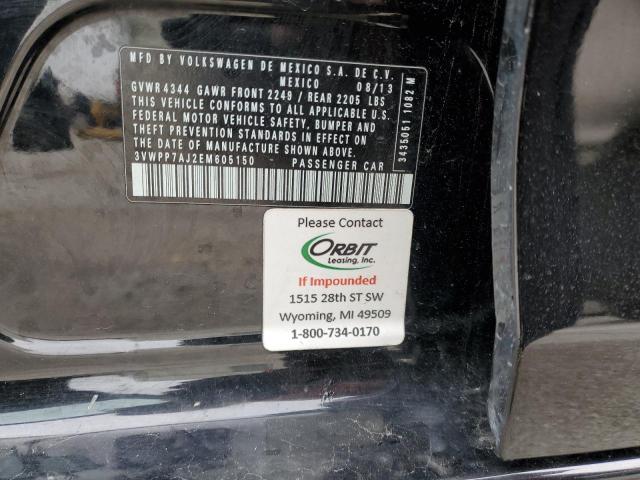 MFD BY VOLKSWAGEN DE MEXICO S.A. DE C.V.
MEXICO 08/13
GVWR 4344 GAWR FRONT 2249 / REAR 2205 LBS
THIS VEHICLE CONFORMS TO ALL APPLICABLE U.S.
FEDERAL MOTOR VEHICLE SAFETY, BUMPER, AND
THEFT PREVENTION STANDARDS IN EFFECT ON
THE DATE OF MANUFACTURE SHOWN ABOVE
3VWPP7AJ2EM605150 PASSENGER CAR
3435051 1082 M
Please Contact
ORBIT
Leasing, Inc.
If Impounded
1515 28th ST SW
Wyoming, MI 49509
1-800-734-0170